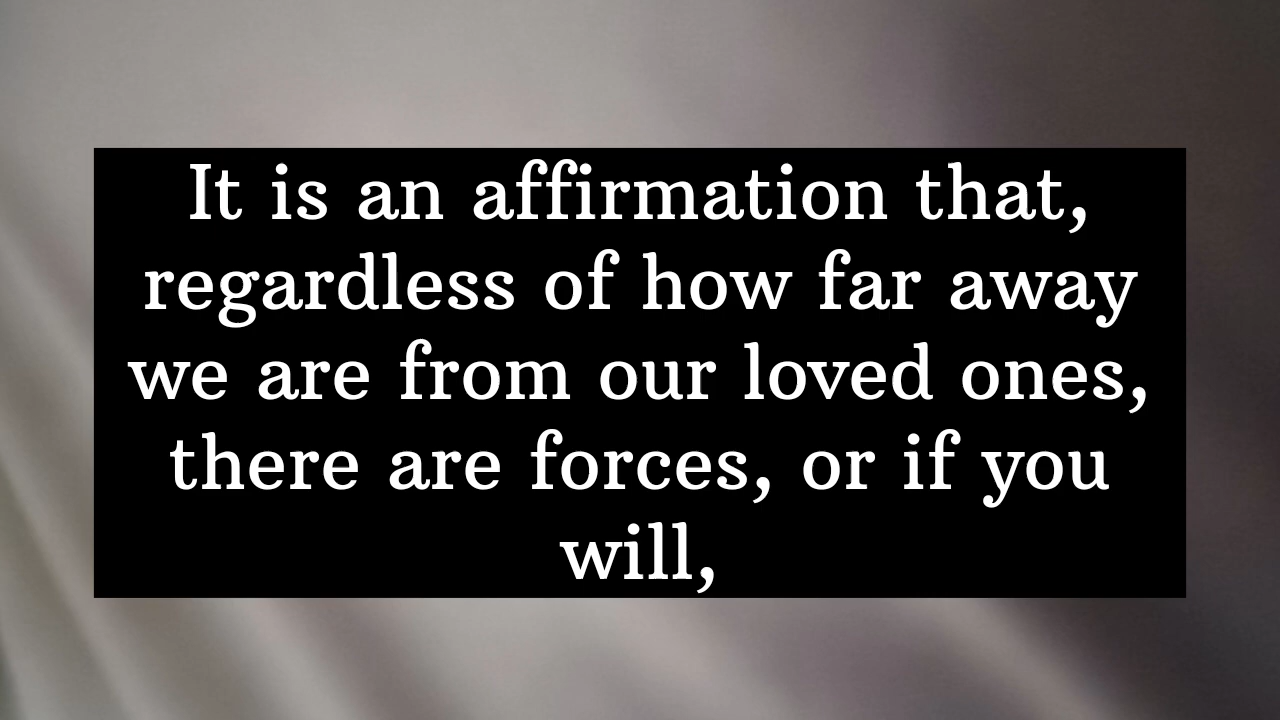 It is an affirmation that,
regardless of how far away
we are from our loved ones,
there are forces, or if you
will,